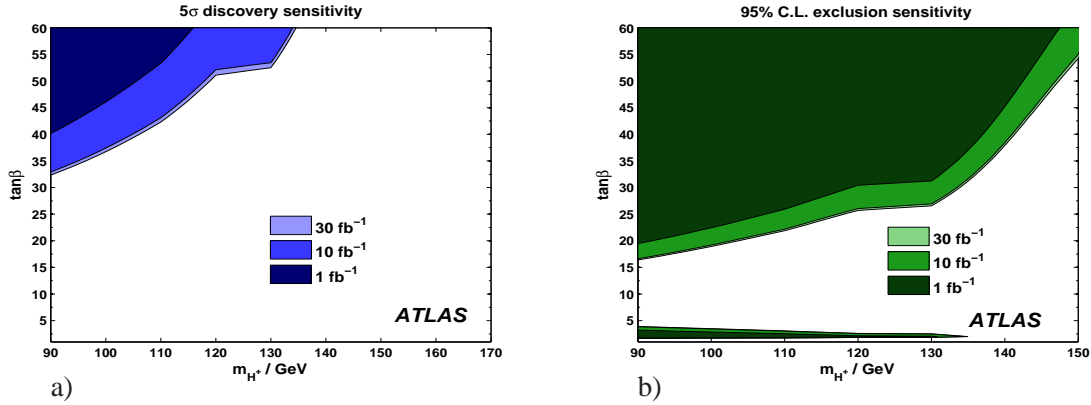 5σ discovery sensitivity
tanβ
60
55
50
45
40
35
30
25
20
15
10
5
30 fb⁻¹
10 fb⁻¹
1 fb⁻¹
ATLAS
90 100 110 120 130 140 150 160 170
m_H⁺ / GeV
a)
95% C.L. exclusion sensitivity
tanβ
60
55
50
45
40
35
30
25
20
15
10
5
30 fb⁻¹
10 fb⁻¹
1 fb⁻¹
ATLAS
90 100 110 120 130 140 150
m_H⁺ / GeV
b)